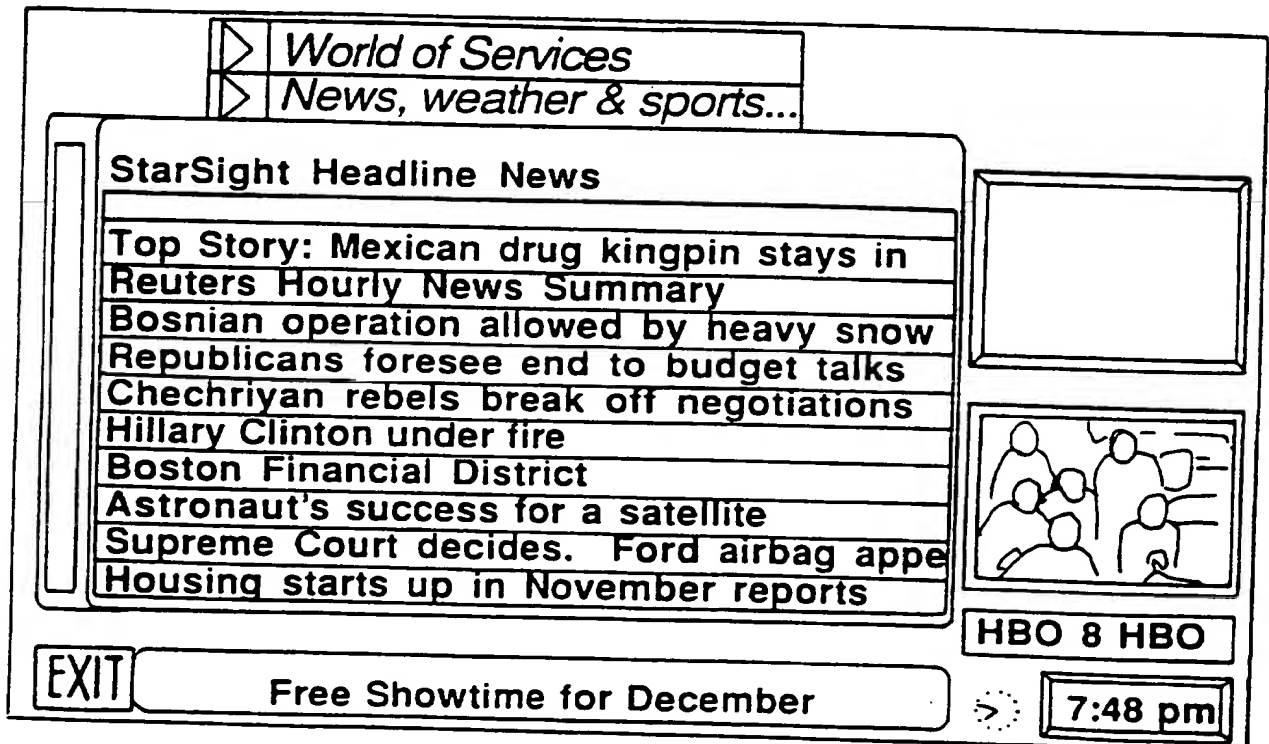 World of Services
News, weather & sports...
StarSight Headline News
Top Story: Mexican drug kingpin stays in
Reuters Hourly News Summary
Bosnian operation allowed by heavy snow
Republicans foresee end to budget talks
Chechriyan rebels break off negotiations
Hillary Clinton under fire
Boston Financial District
Astronaut's success for a satellite
Supreme Court decides. Ford airbag appe
Housing starts up in November reports
HBO 8 HBO
EXIT
Free Showtime for December
7:48 pm